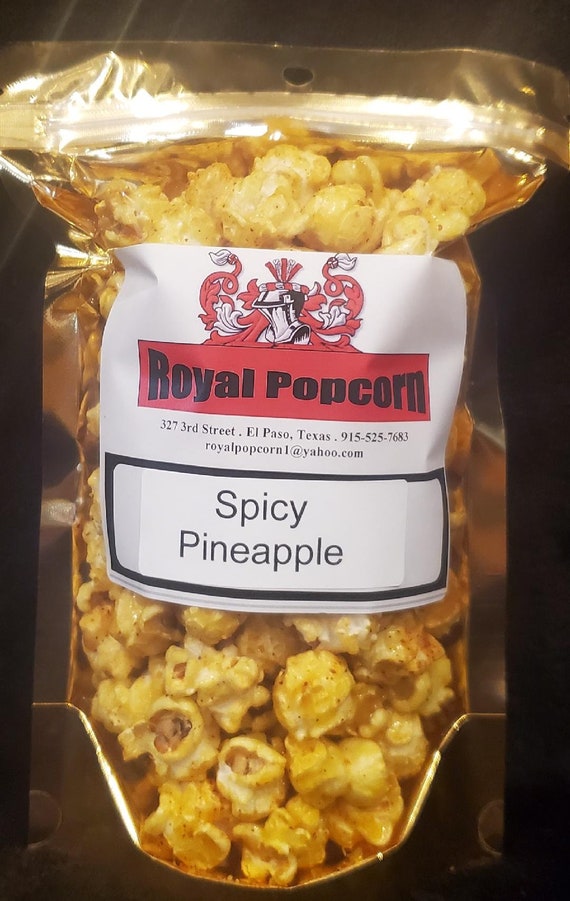 Royal Popcorn
327 3rd Street . El Paso, Texas . 915-525-7683
royalpopcorn1@yahoo.com
Spicy
Pineapple